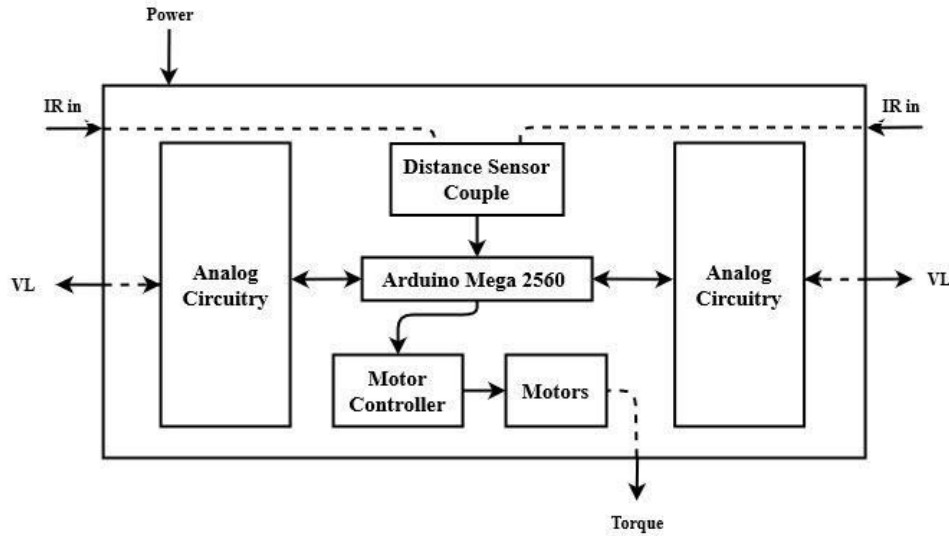 Power
IR in
IR in
Distance Sensor
Couple
VL
Analog
Circuitry
Arduino Mega 2560
Analog
Circuitry
VL
Motor
Controller
Motors
Torque